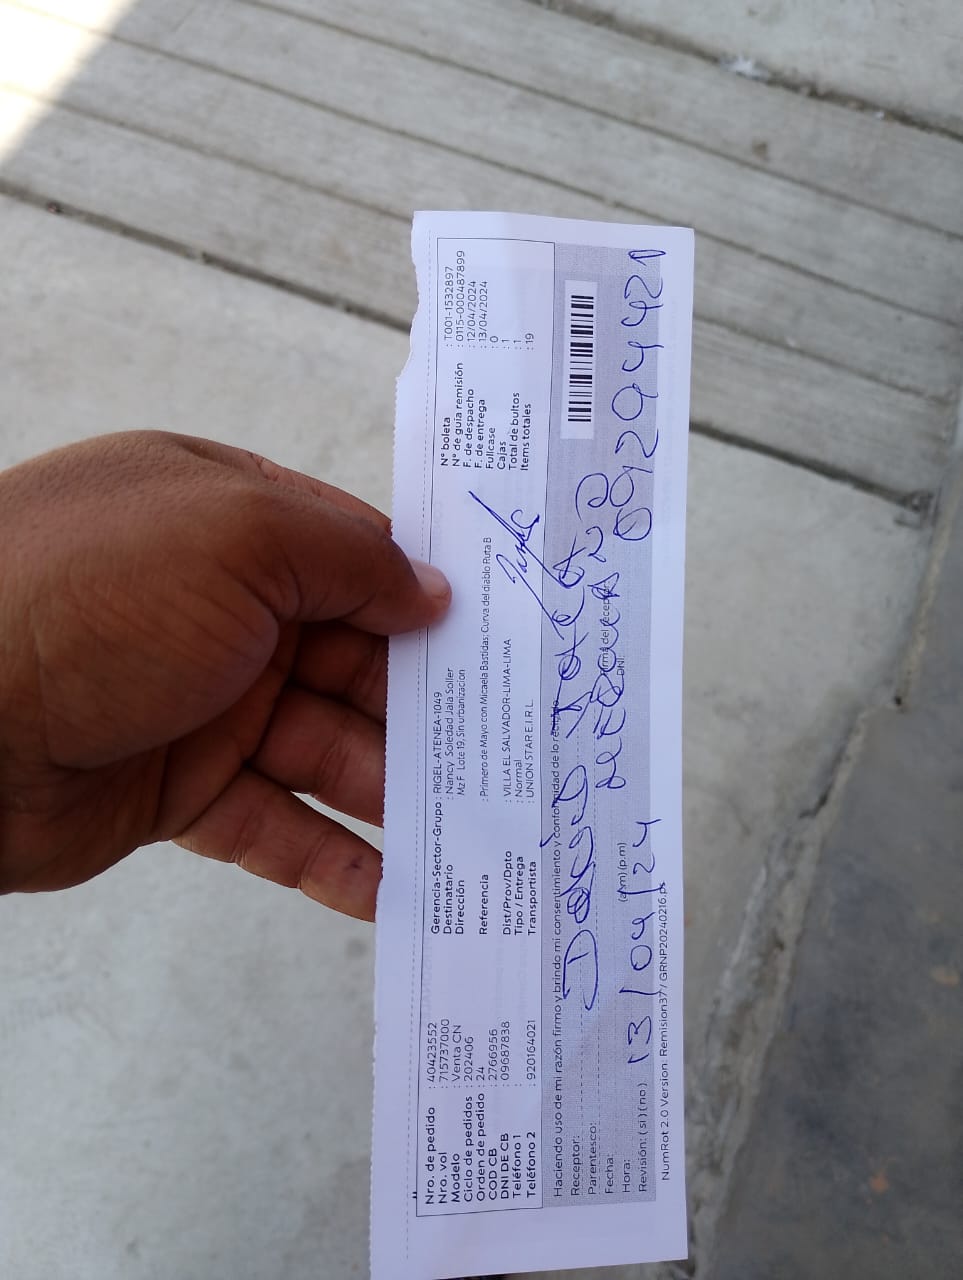 Nro. de pedido : 40423552
Nro. vol : 715737000
Modelo : Venta CN
Ciclo de pedidos : 202406
Orden de pedido : 24
COD CB : 2766956
DNI DE CB : 09687838
Teléfono 1 :
Teléfono 2 : 920164021
Gerencia-Sector-Grupo : RIGEL-ATENEA-1049
Destinatario : Nancy Soledad Jala Soller
Dirección Mz F Lote 19, Sin urbanizacion
Referencia : Primero de Mayo con Micaela Bastidas; Curva del diablo Ruta B
Dist/Prov/Dpto : VILLA EL SALVADOR-LIMA-LIMA
Tipo / Entrega : Normal
Transportista : UNION STAR E.I.R.L.
N° boleta : T001-1532897
N° de guía remisión : 0115-000487899
F. de despacho : 12/04/2024
F. de entrega : 13/04/2024
Fullcase : 0
Cajas : 1
Total de bultos : 1
Items totales : 19
Haciendo uso de mi razón firmo y brindo mi consentimiento y conformidad de lo recibido
Receptor:
Parentesco:
Fecha:
Hora: (a.m) (p.m)
Revisión: ( si ) ( no )
13/04/24
Firma del receptor
DNI:
NumRot 2.0 Version: Remision37 / GRNP20240216.ps